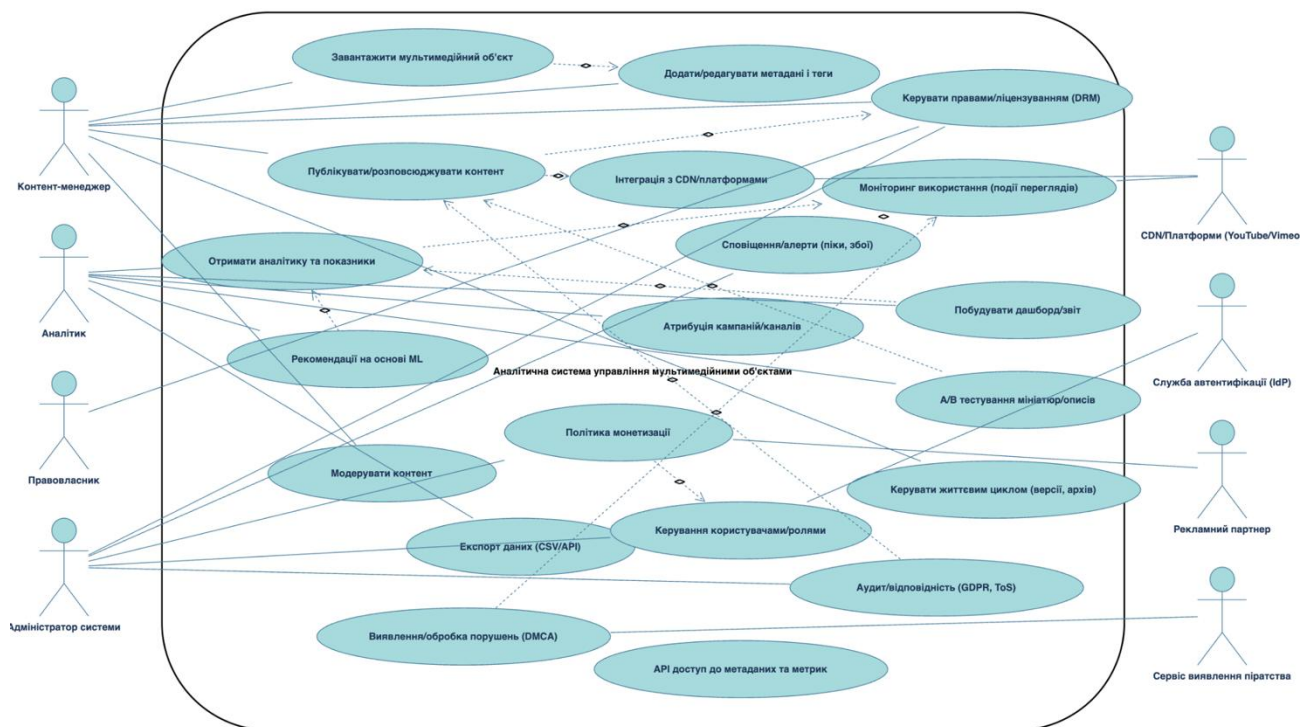 Завантажити мультимедійний об'єкт
Додати/редагувати метадані і теги
Керувати правами/ліцензуванням (DRM)
Контент-менеджер
Публікувати/розповсюджувати контент
Інтеграція з CDN/платформами
Моніторинг використання (події переглядів)
CDN/Платформи (YouTube/Vimeo
Сповіщення/алерти (піки, збої)
Отримати аналітику та показники
Побудувати дашборд/звіт
Аналітик
Атрибуція кампаній/каналів
Рекомендації на основі ML
Служба автентифікації (IdP)
Аналітична система управління мультимедійними об'єктами
A/B тестування мініатюр/описів
Політика монетизації
Правовласник
Модерувати контент
Керувати життєвим циклом (версії, архів)
Рекламний партнер
Керування користувачами/ролями
Експорт даних (CSV/API)
Аудит/відповідність (GDPR, ToS)
Адміністратор системи
Виявлення/обробка порушень (DMCA)
API доступ до метаданих та метрик
Сервіс виявлення піратства